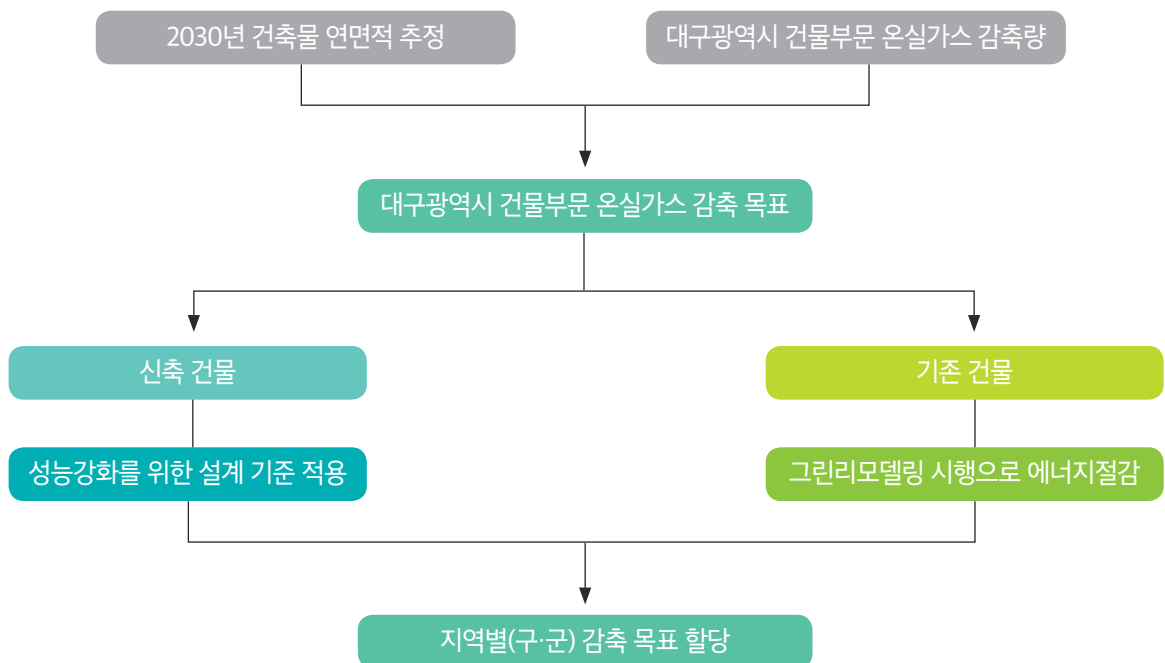 2030년 건축물 연면적 추정
대구광역시 건물부문 온실가스 감축량
대구광역시 건물부문 온실가스 감축 목표
신축 건물
기존 건물
성능강화를 위한 설계 기준 적용
그린리모델링 시행으로 에너지절감
지역별(구·군) 감축 목표 할당